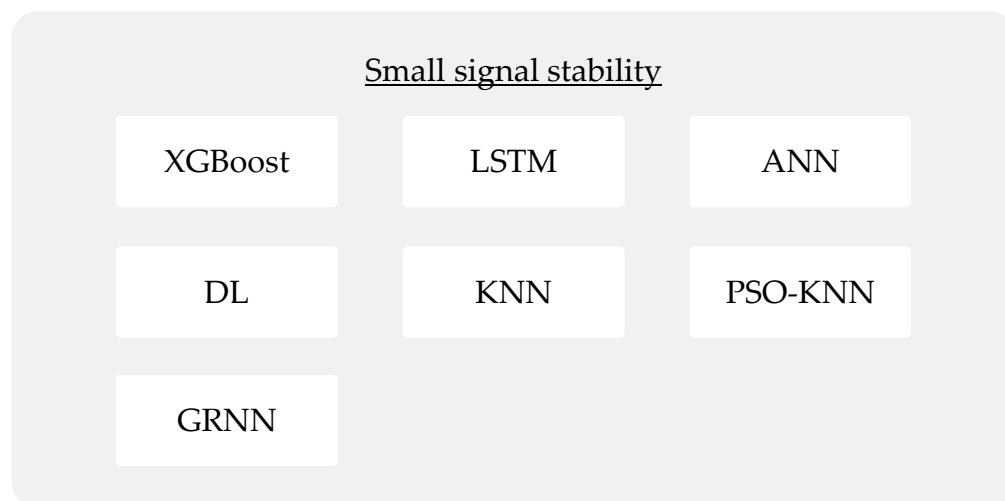 Small signal stability
XGBoost LSTM ANN
DL KNN PSO-KNN
GRNN